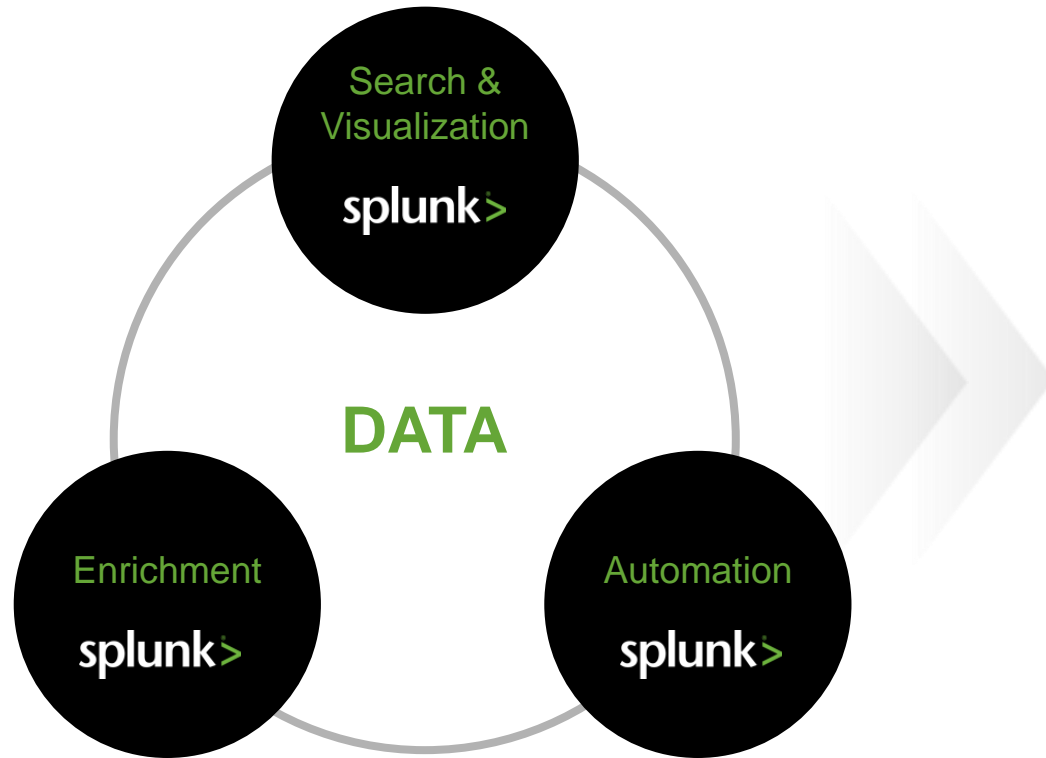 Search &
Visualization
splunk>
DATA
Enrichment
splunk>
Automation
splunk>